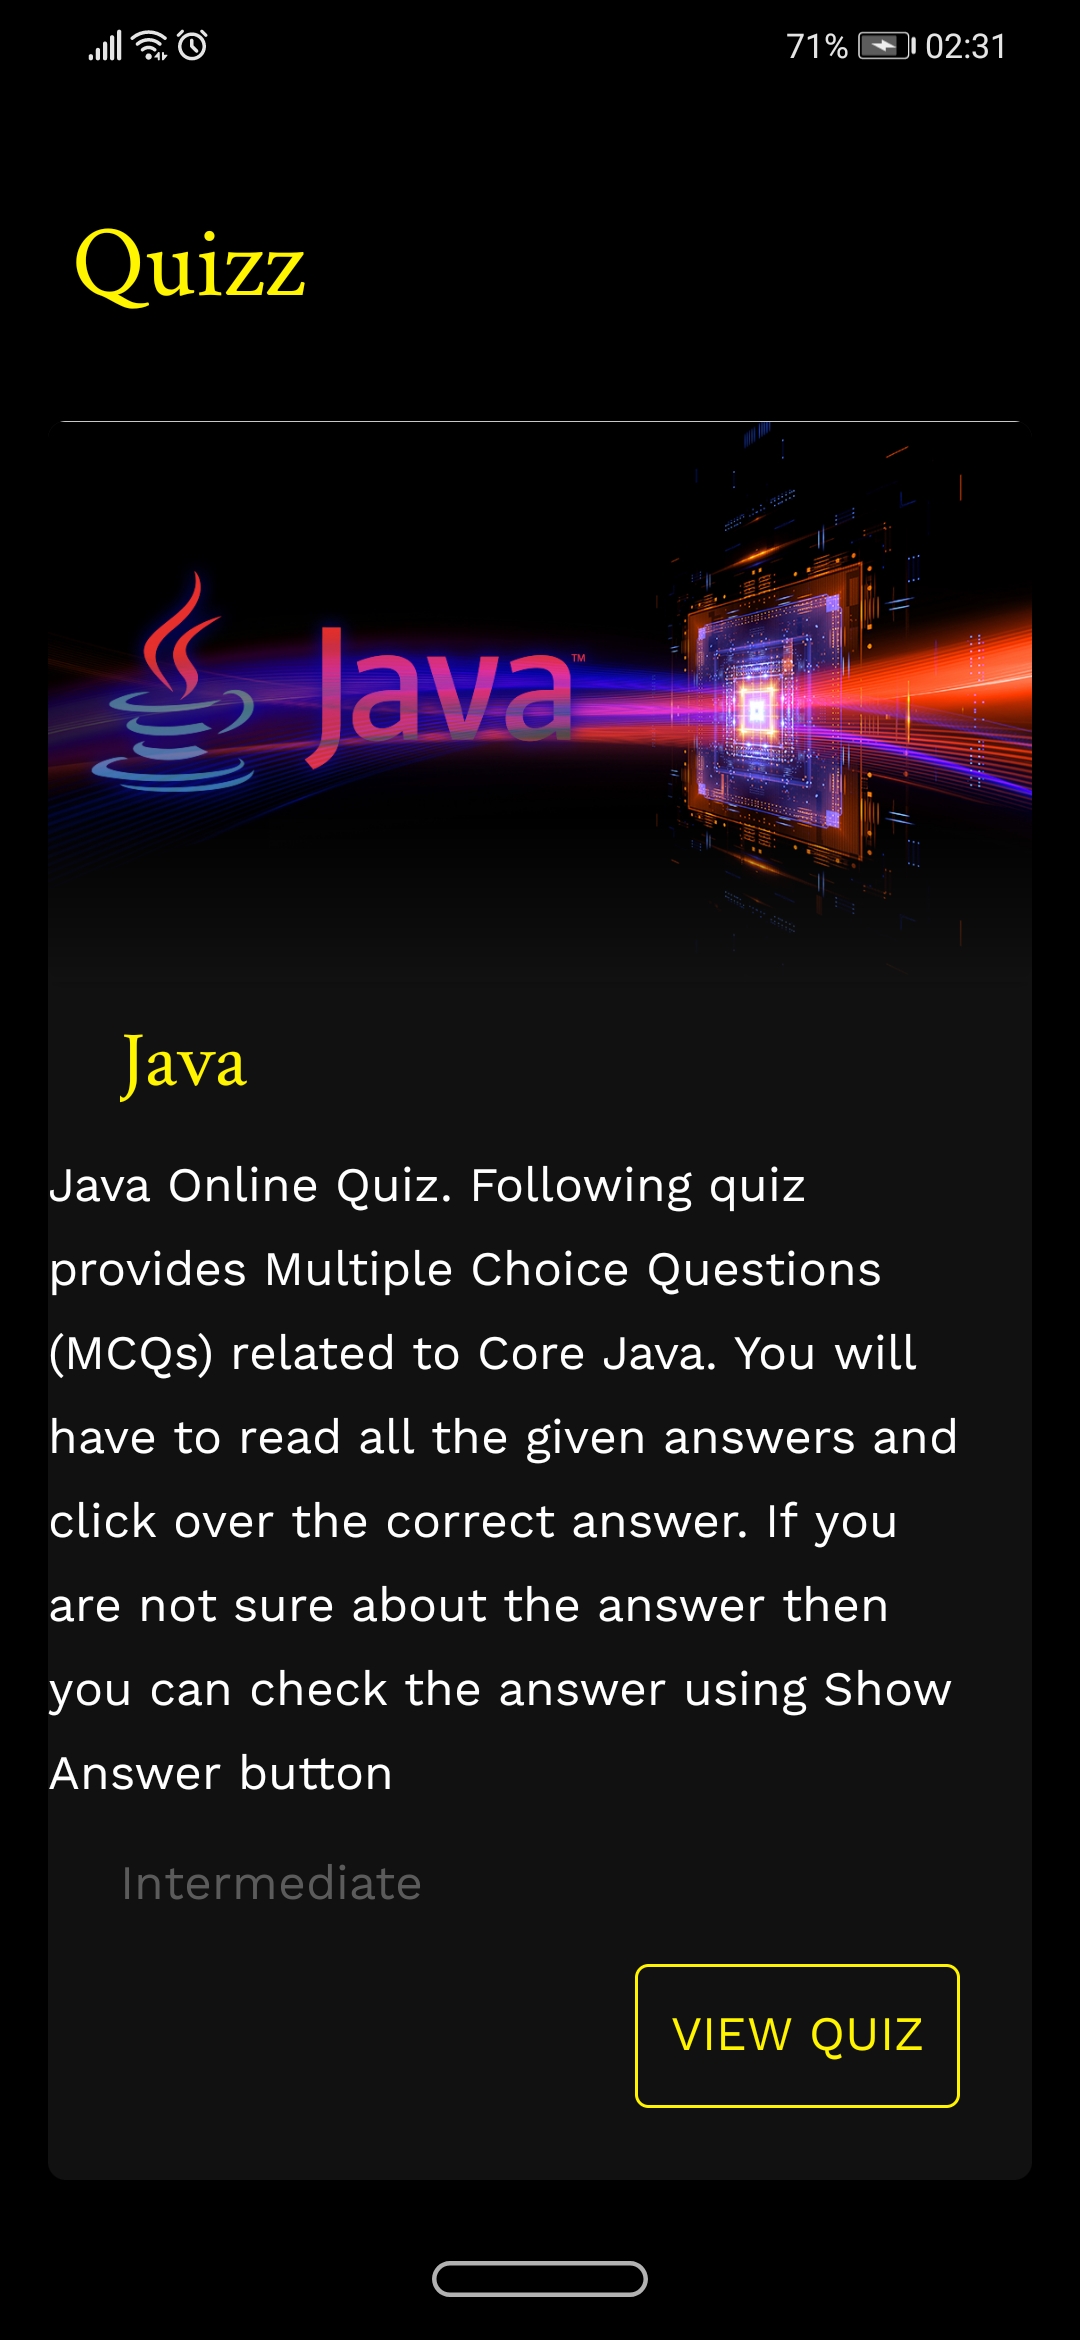 71% 02:31
Quizz
Java™
Java
Java Online Quiz. Following quiz
provides Multiple Choice Questions
(MCQs) related to Core Java. You will
have to read all the given answers and
click over the correct answer. If you
are not sure about the answer then
you can check the answer using Show
Answer button
Intermediate
VIEW QUIZ